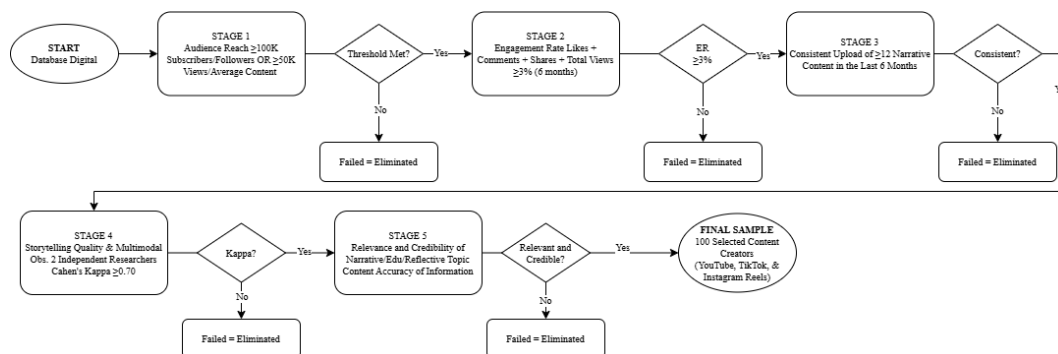 START
Database Digital
STAGE 1
Audience Reach ≥100K
Subscribers/Followers OR ≥50K
Views/Average Content
Threshold Met?
Yes
No
Failed = Eliminated
STAGE 2
Engagement Rate Likes +
Comments + Shares + Total Views
≥3% (6 months)
ER
≥3%
Yes
No
Failed = Eliminated
STAGE 3
Consistent Upload of ≥12 Narrative
Content in the Last 6 Months
Consistent?
No
Failed = Eliminated
STAGE 4
Storytelling Quality & Multimodal
Obs. 2 Independent Researchers
Cahen's Kappa ≥0.70
Kappa?
Yes
No
Failed = Eliminated
STAGE 5
Relevance and Credibility of
Narrative/Edu/Reflective Topic
Content Accuracy of Information
Relevant and
Credible?
Yes
No
Failed = Eliminated
FINAL SAMPLE
100 Selected Content
Creators
(YouTube, TikTok, &
Instagram Reels)